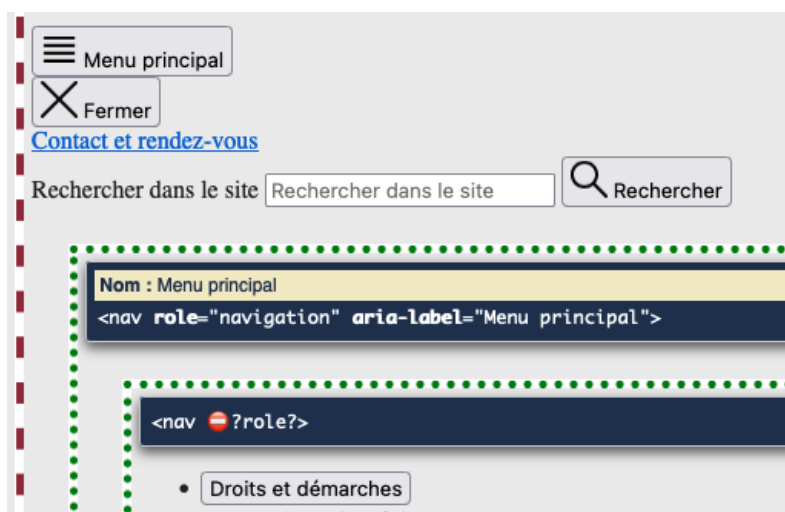 Menu principal
Fermer
Contact et rendez-vous
Rechercher dans le site Rechercher dans le site Rechercher
Nom : Menu principal
<nav role="navigation" aria-label="Menu principal">
<nav ⛔?role?>
• Droits et démarches